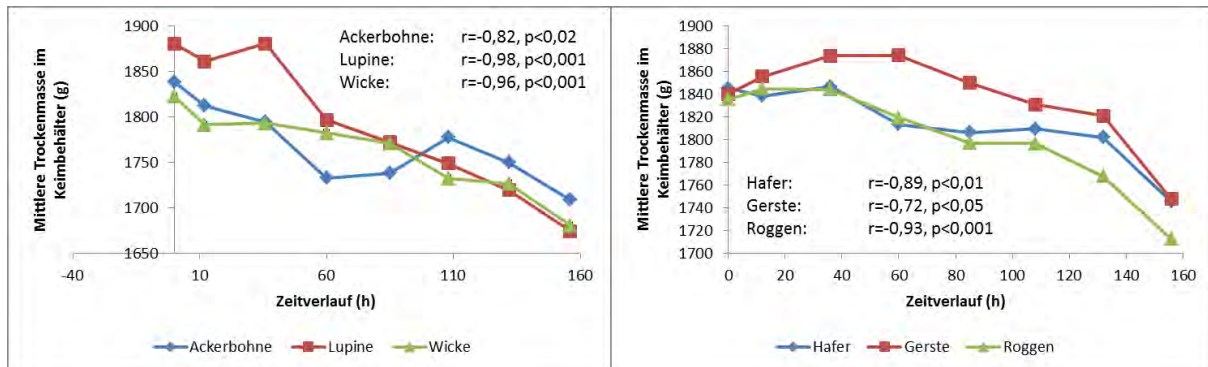 Mittlere Trockenmasse im
Keimbehälter (g)
1900
1850
1800
1750
1700
1650
Ackerbohne: r=-0,82, p<0,02
Lupine: r=-0,98, p<0,001
Wicke: r=-0,96, p<0,001
-40 10 60 110 160
Zeitverlauf (h)
Ackerbohne Lupine Wicke
Mittlere Trockenmasse im
Keimbehälter (g)
1900
1880
1860
1840
1820
1800
1780
1760
1740
1720
1700
Hafer: r=-0,89, p<0,01
Gerste: r=-0,72, p<0,05
Roggen: r=-0,93, p<0,001
0 20 40 60 80 100 120 140 160
Zeitverlauf (h)
Hafer Gerste Roggen